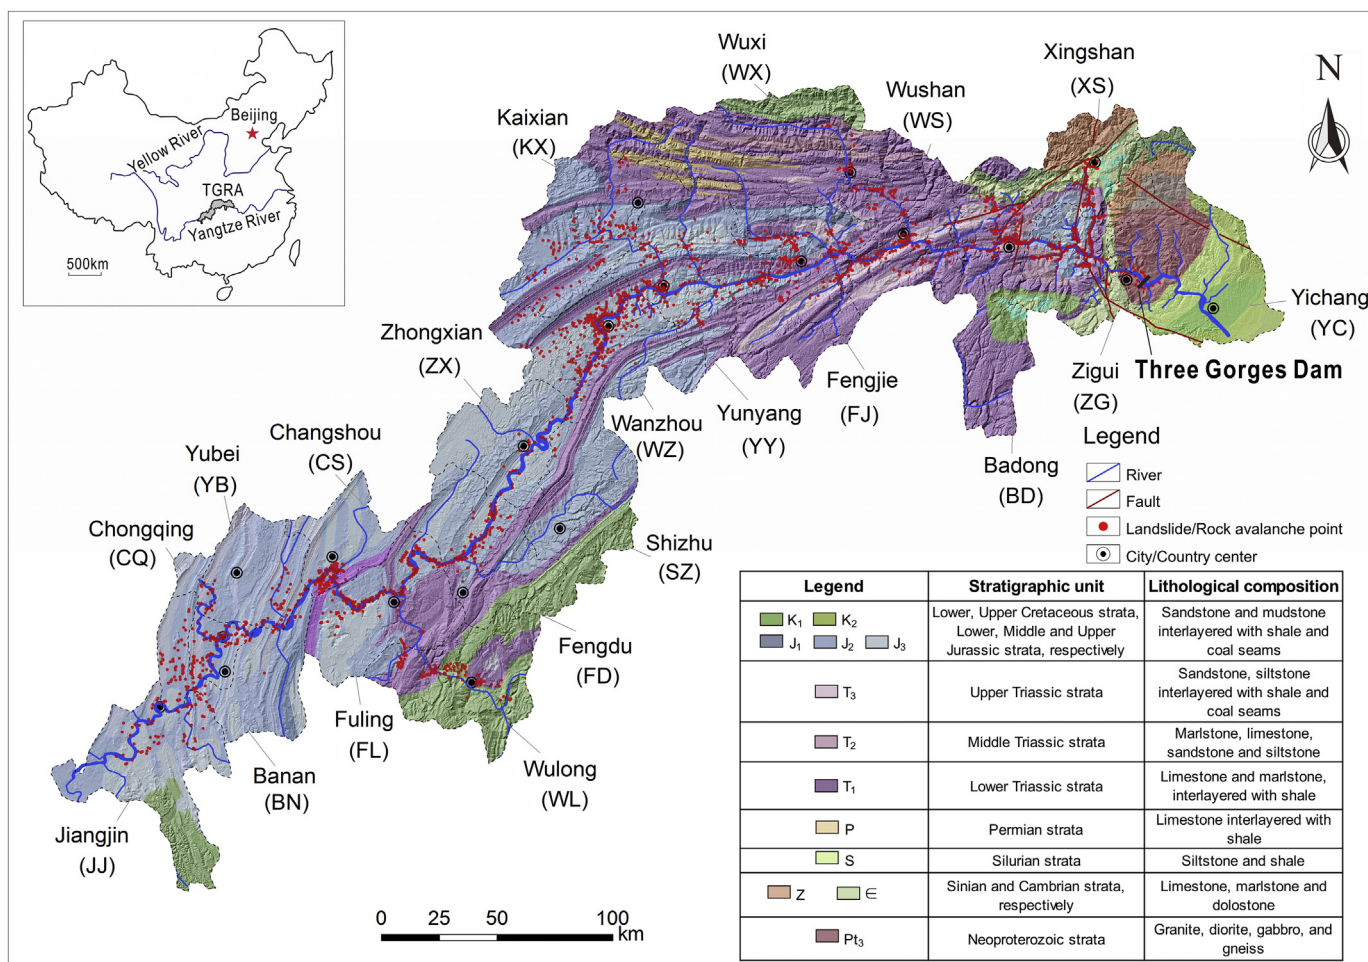 Beijing
Yellow River
TGRA
Yangtze River
500km
Wuxi
(WX)
Xingshan
(XS)
N
Wushan
(WS)
Kaixian
(KX)
Yichang
(YC)
Three Gorges Dam
Zigui
(ZG)
Zhongxian
(ZX)
Fengjie
(FJ)
Yunyang
(YY)
Wanzhou
(WZ)
Badong
(BD)
Changshou
(CS)
Yubei
(YB)
Chongqing
(CQ)
Shizhu
(SZ)
Fengdu
(FD)
Fuling
(FL)
Wulong
(WL)
Banan
(BN)
Jiangjin
(JJ)
Legend
River
Fault
Landslide/Rock avalanche point
City/Country center
0 25 50 100
km
Legend Stratigraphic unit Lithological composition
K1 K2
J1 J2 J3
Lower, Upper Cretaceous strata,
Lower, Middle and Upper
Jurassic strata, respectively
Sandstone and mudstone
interlayered with shale and
coal seams
T3
Upper Triassic strata
Sandstone, siltstone
interlayered with shale and
coal seams
T2
Middle Triassic strata
Marlstone, limestone,
sandstone and siltstone
T1
Lower Triassic strata
Limestone and marlstone,
interlayered with shale
P
Permian strata
Limestone interlayered with
shale
S
Silurian strata
Siltstone and shale
Z ∈
Sinian and Cambrian strata,
respectively
Limestone, marlstone and
dolostone
Pt3
Neoproterozoic strata
Granite, diorite, gabbro, and
gneiss